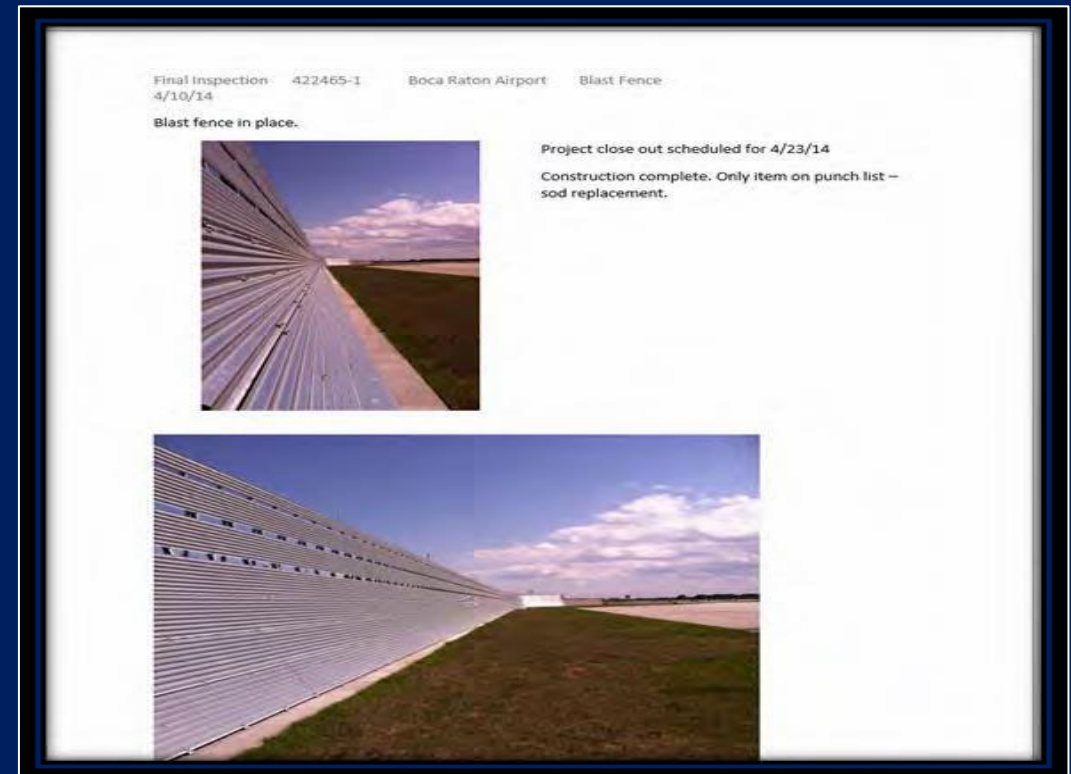 Final Inspection 422465-1 Boca Raton Airport Blast Fence
4/10/14
Blast fence in place.
Project close out scheduled for 4/23/14
Construction complete. Only item on punch list –
sod replacement.